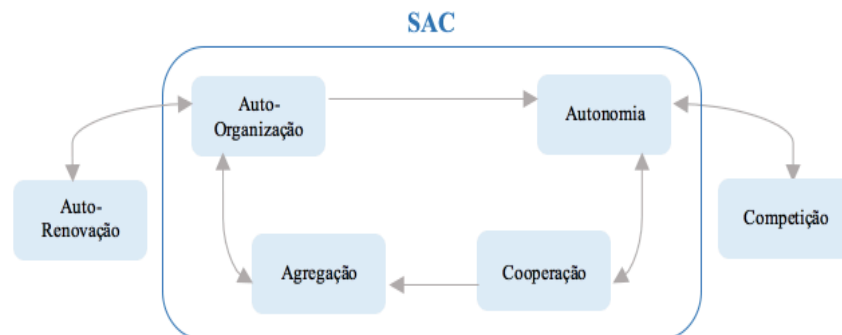 SAC
Auto-
Organização
Autonomia
Auto-
Renovação
Competição
Agregação
Cooperação